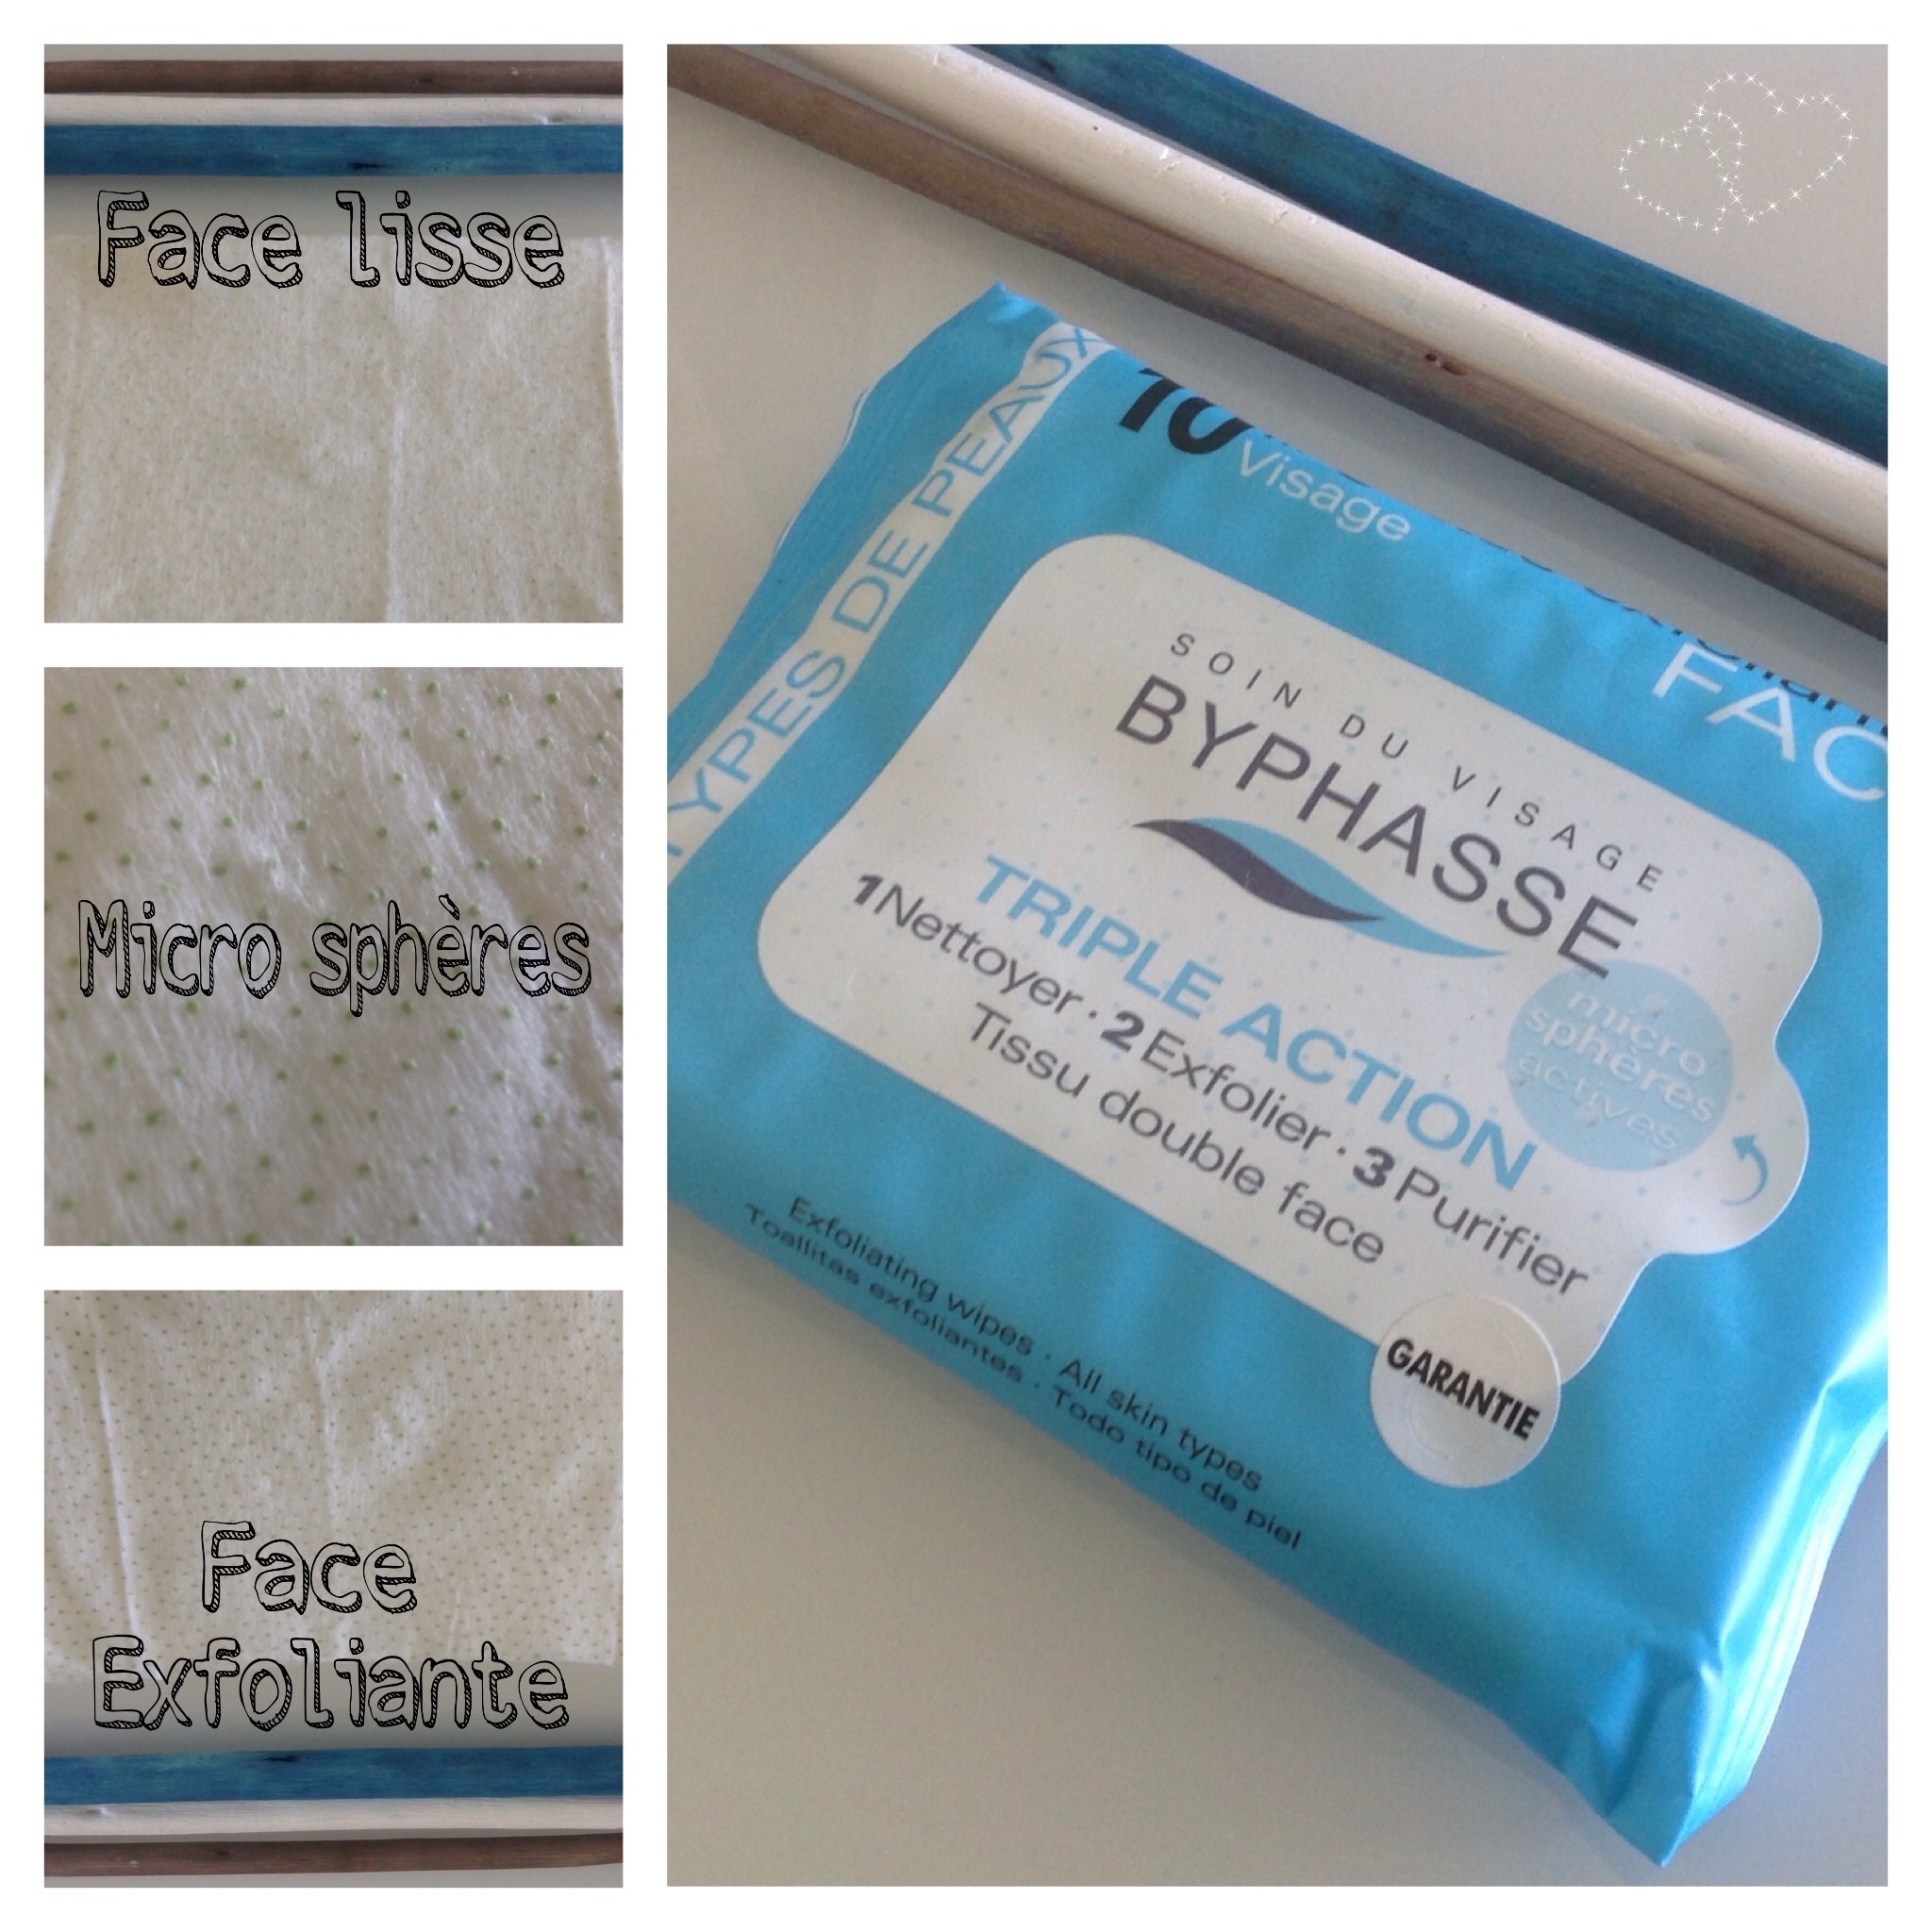 Face lisse
Micro sphères
Face
Exfoliante
TYPES DE PEAUX
10
Visage
FAC
SOIN DU VISAGE
BYPHASSE
TRIPLE ACTION
1Nettoyer · 2Exfolier · 3Purifier
Tissu double face
micro
sphères
actives
GARANTIE
Exfoliating wipes · All skin types
Toallitas exfoliantes · Todo tipo de piel